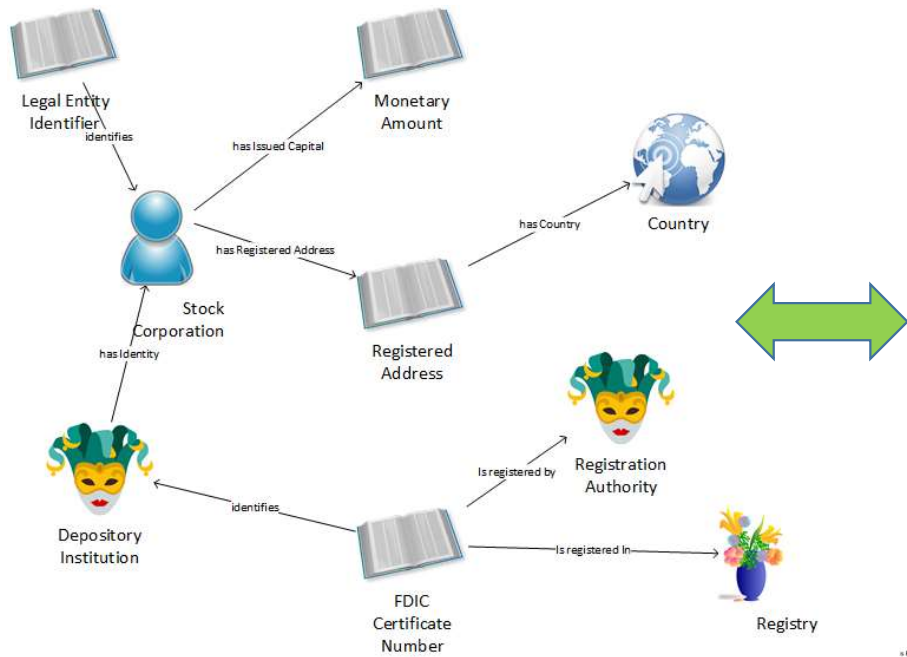 Legal Entity
Identifier
identifies
Monetary
Amount
has Issued Capital
has Country
Country
has Registered Address
Stock
Corporation
Registered
Address
has Identity
Is registered by
Registration
Authority
Depository
Institution
identifies
Is registered In
FDIC
Certificate
Number
Registry